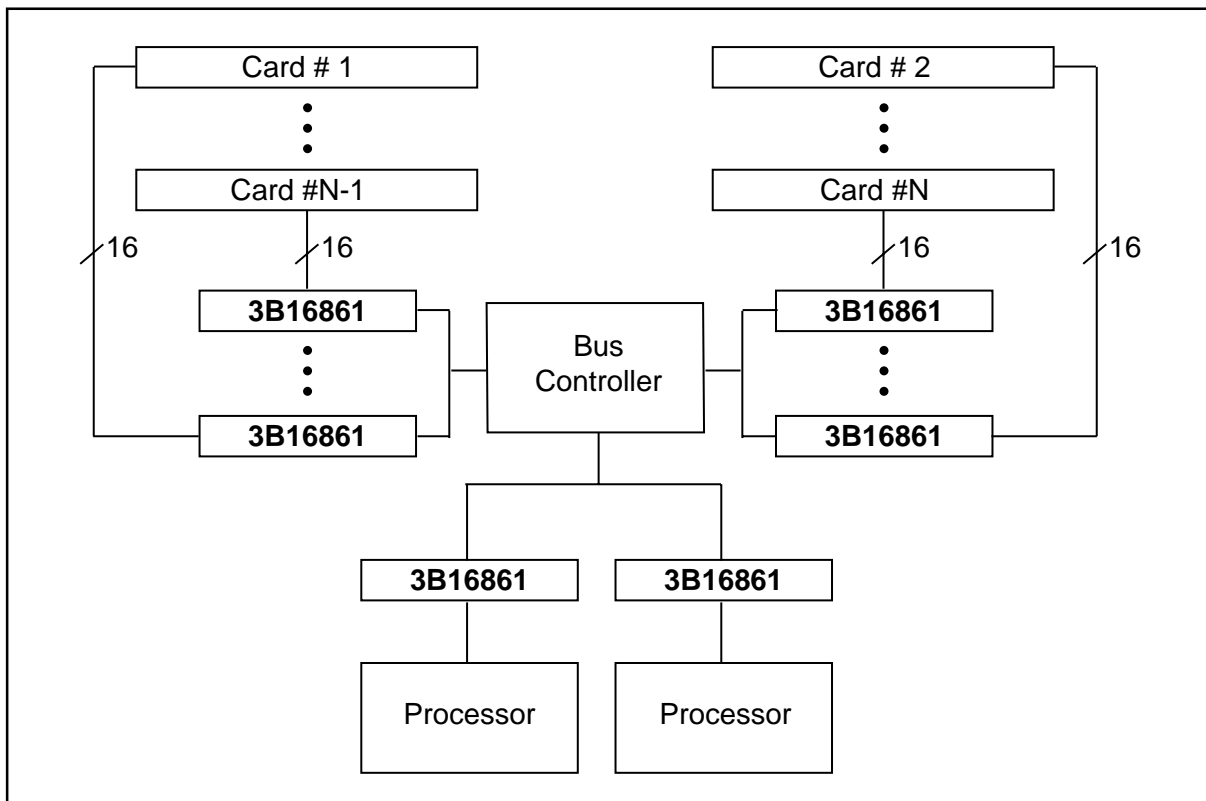 Card # 1
Card # 2
Card #N-1
Card #N
16
16
16
16
3B16861
3B16861
Bus
Controller
3B16861
3B16861
3B16861
3B16861
Processor
Processor